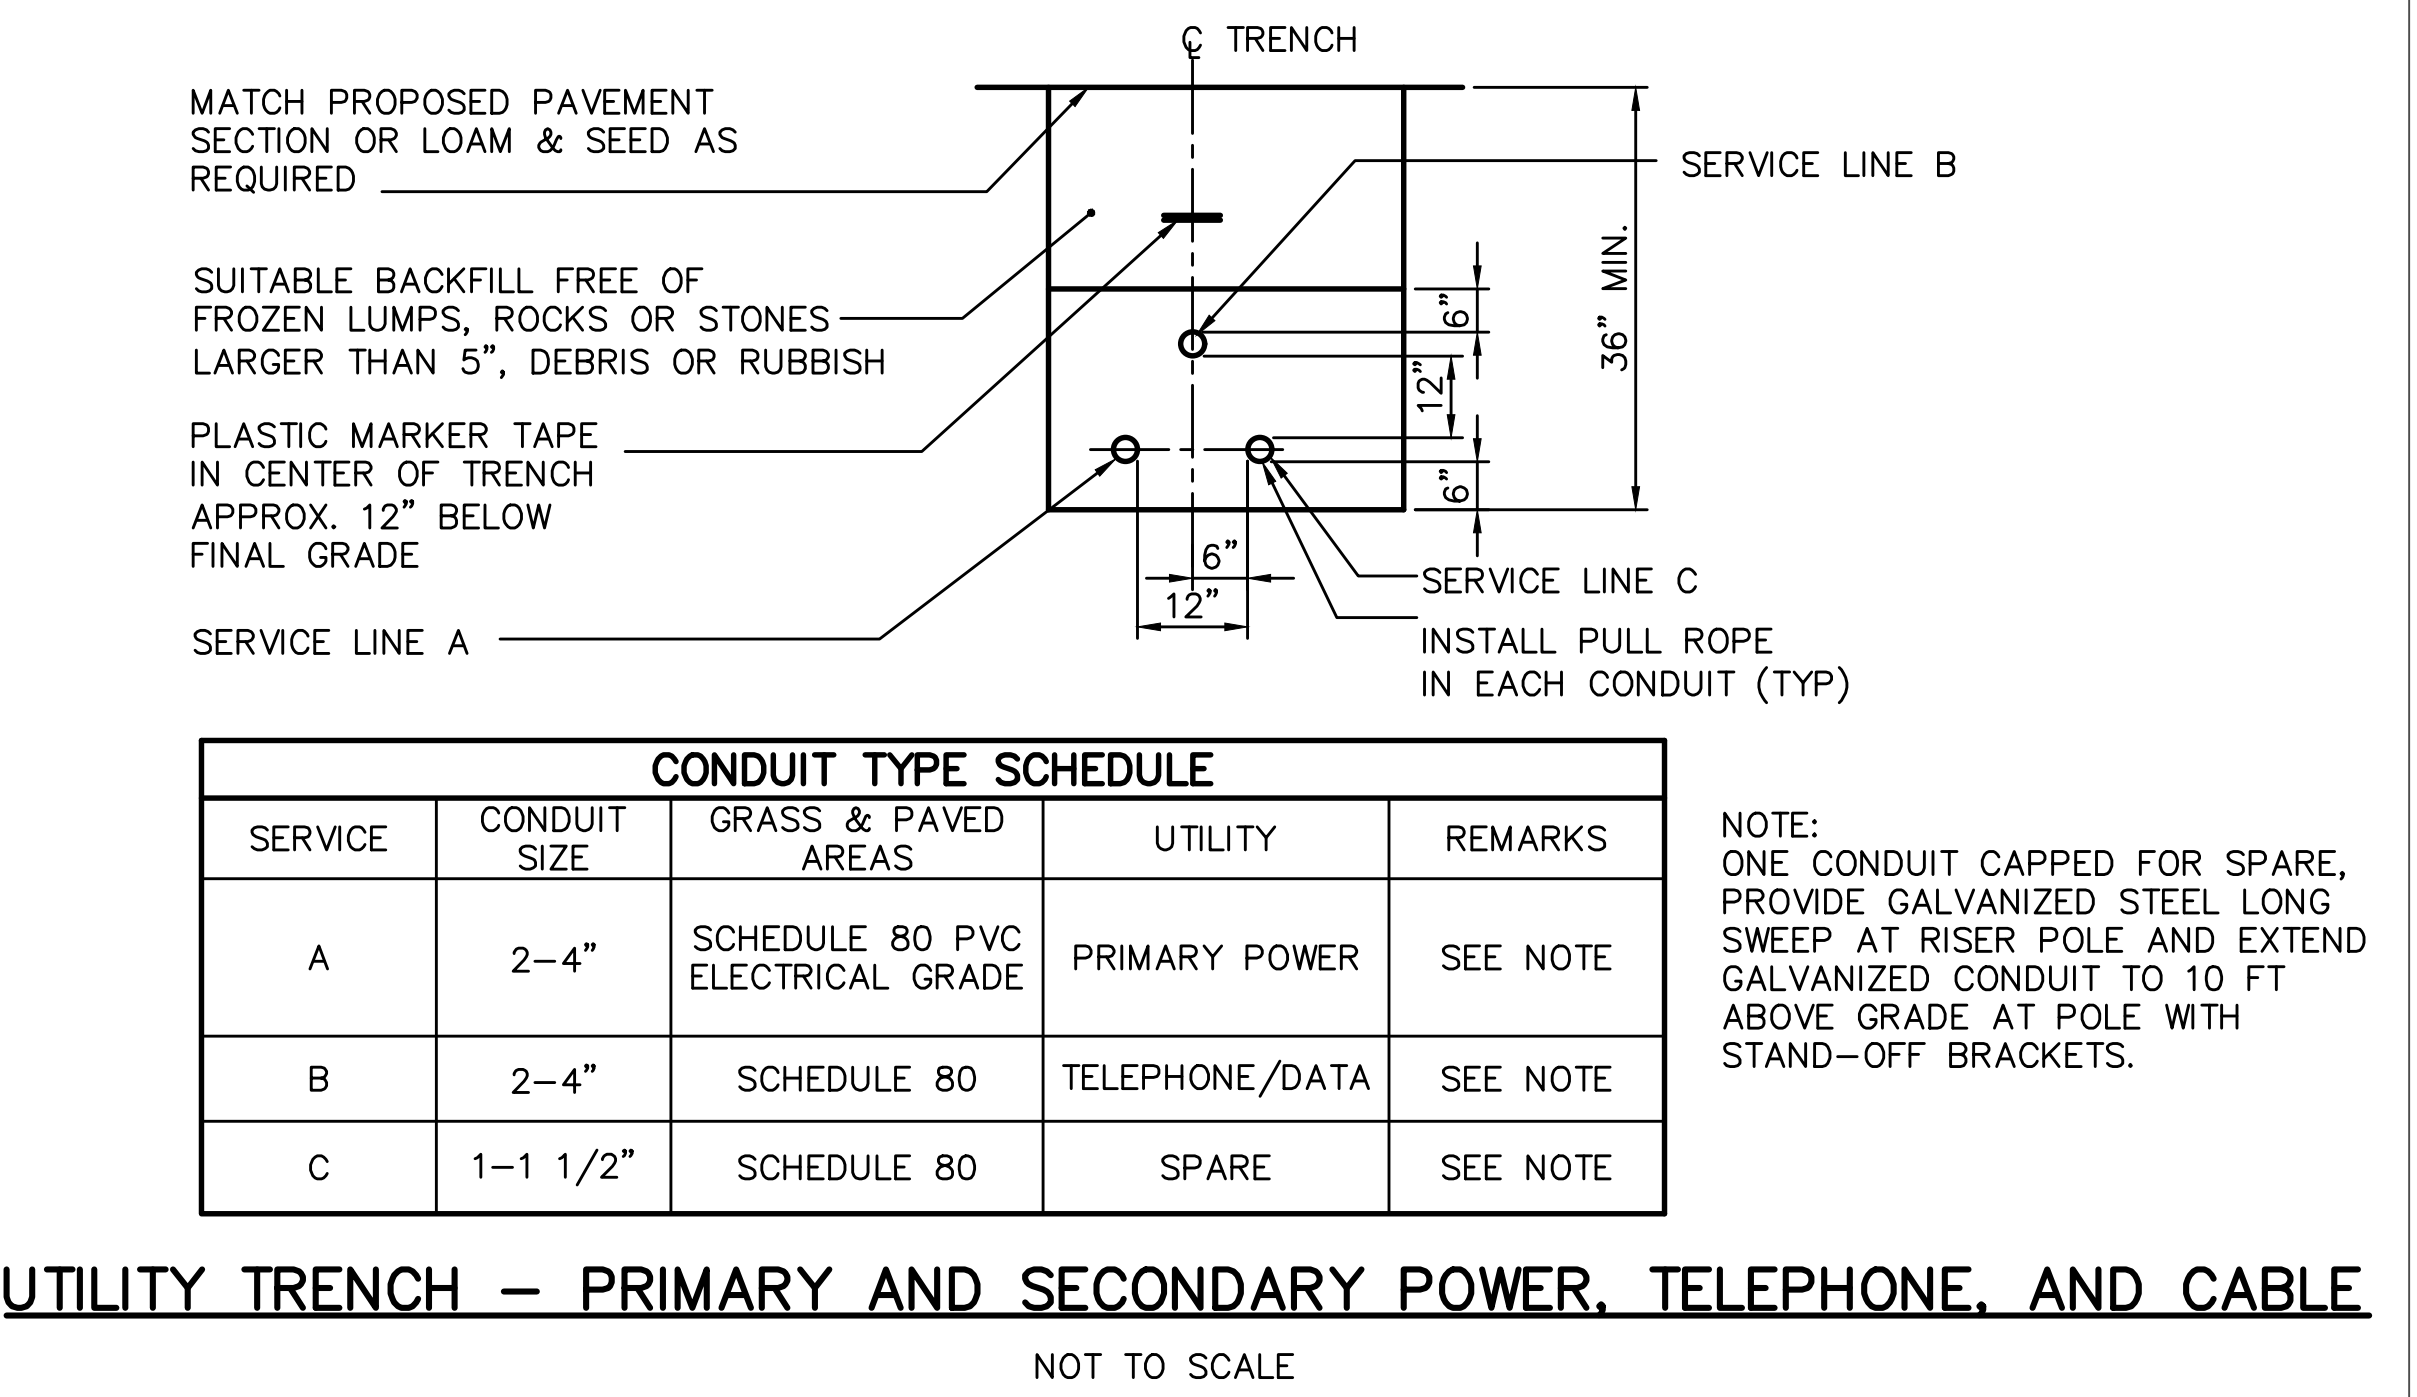 ℄ TRENCH
MATCH PROPOSED PAVEMENT
SECTION OR LOAM & SEED AS
REQUIRED
SERVICE LINE B
SUITABLE BACKFILL FREE OF
FROZEN LUMPS, ROCKS OR STONES
LARGER THAN 5", DEBRIS OR RUBBISH
6"
36" MIN.
12"
PLASTIC MARKER TAPE
IN CENTER OF TRENCH
APPROX. 12" BELOW
FINAL GRADE
6"
6"
12"
SERVICE LINE A
SERVICE LINE C
INSTALL PULL ROPE
IN EACH CONDUIT (TYP)
CONDUIT TYPE SCHEDULE
SERVICE
CONDUIT
SIZE
GRASS & PAVED
AREAS
UTILITY
REMARKS
A
2-4"
SCHEDULE 80 PVC
ELECTRICAL GRADE
PRIMARY POWER
SEE NOTE
B
2-4"
SCHEDULE 80
TELEPHONE/DATA
SEE NOTE
C
1-1 1/2"
SCHEDULE 80
SPARE
SEE NOTE
NOTE:
ONE CONDUIT CAPPED FOR SPARE,
PROVIDE GALVANIZED STEEL LONG
SWEEP AT RISER POLE AND EXTEND
GALVANIZED CONDUIT TO 10 FT
ABOVE GRADE AT POLE WITH
STAND-OFF BRACKETS.
UTILITY TRENCH - PRIMARY AND SECONDARY POWER, TELEPHONE, AND CABLE
NOT TO SCALE